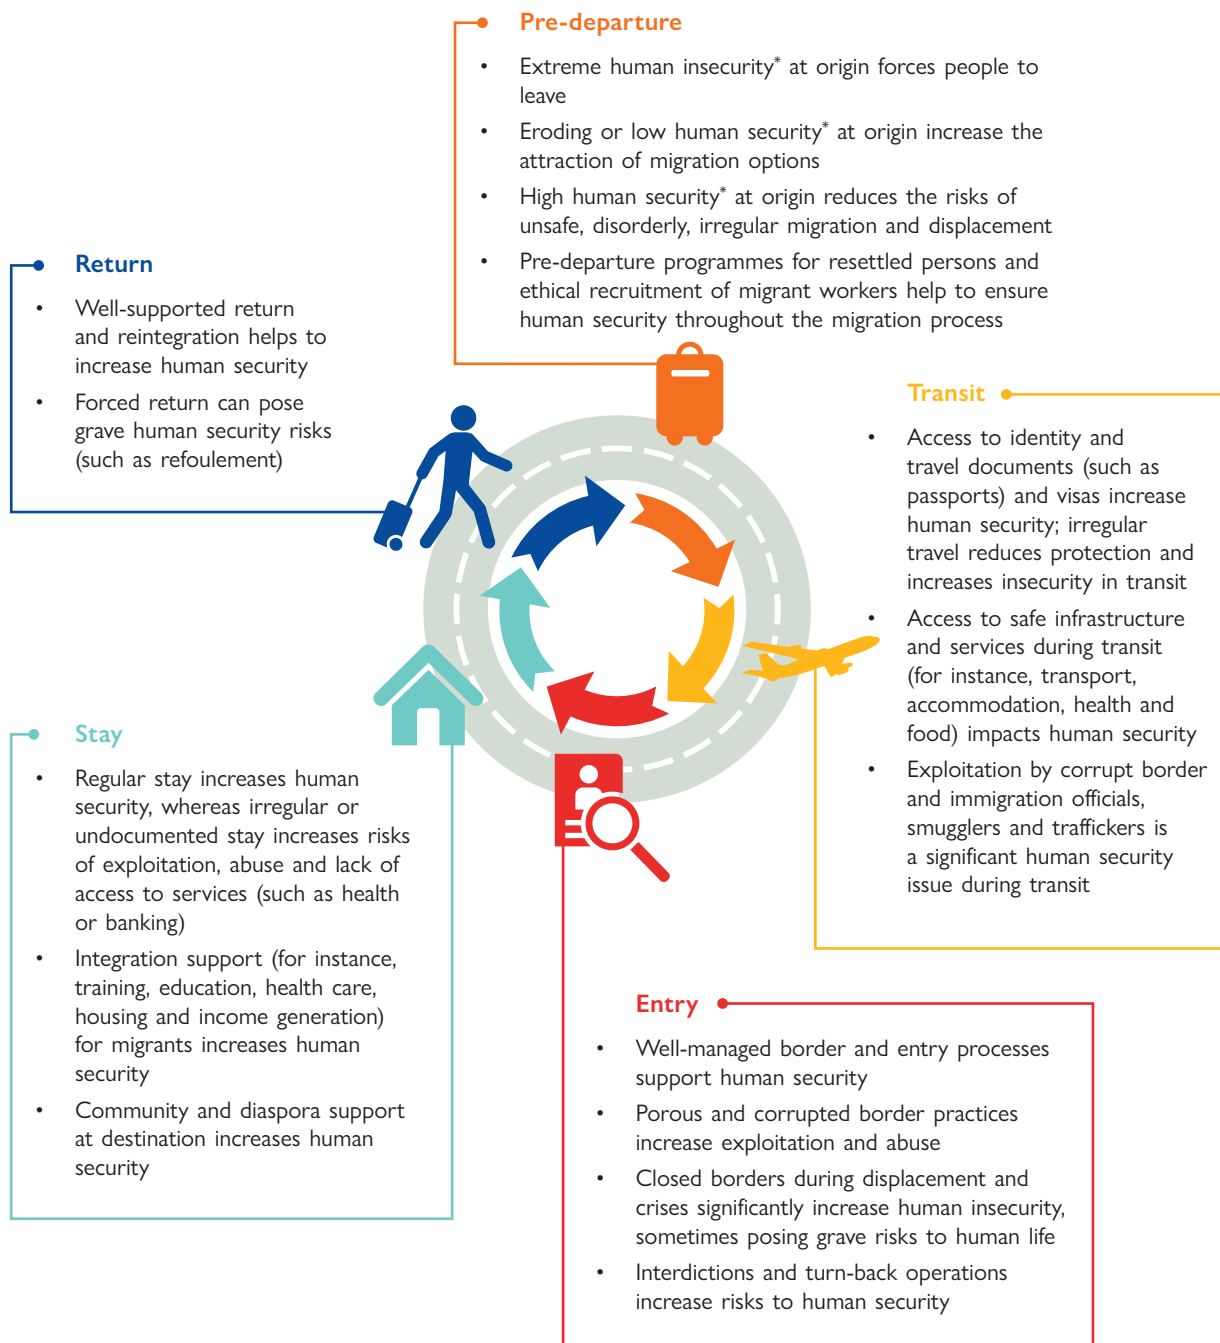 Pre-departure
• Extreme human insecurity* at origin forces people to
leave
• Eroding or low human security* at origin increase the
attraction of migration options
• High human security* at origin reduces the risks of
unsafe, disorderly, irregular migration and displacement
• Pre-departure programmes for resettled persons and
ethical recruitment of migrant workers help to ensure
human security throughout the migration process
Transit
• Access to identity and
travel documents (such as
passports) and visas increase
human security; irregular
travel reduces protection and
increases insecurity in transit
• Access to safe infrastructure
and services during transit
(for instance, transport,
accommodation, health and
food) impacts human security
• Exploitation by corrupt border
and immigration officials,
smugglers and traffickers is
a significant human security
issue during transit
Entry
• Well-managed border and entry processes
support human security
• Porous and corrupted border practices
increase exploitation and abuse
• Closed borders during displacement and
crises significantly increase human insecurity,
sometimes posing grave risks to human life
• Interdictions and turn-back operations
increase risks to human security
Stay
• Regular stay increases human
security, whereas irregular or
undocumented stay increases risks
of exploitation, abuse and lack of
access to services (such as health
or banking)
• Integration support (for instance,
training, education, health care,
housing and income generation)
for migrants increases human
security
• Community and diaspora support
at destination increases human
security
Return
• Well-supported return
and reintegration helps to
increase human security
• Forced return can pose
grave human security risks
(such as refoulement)